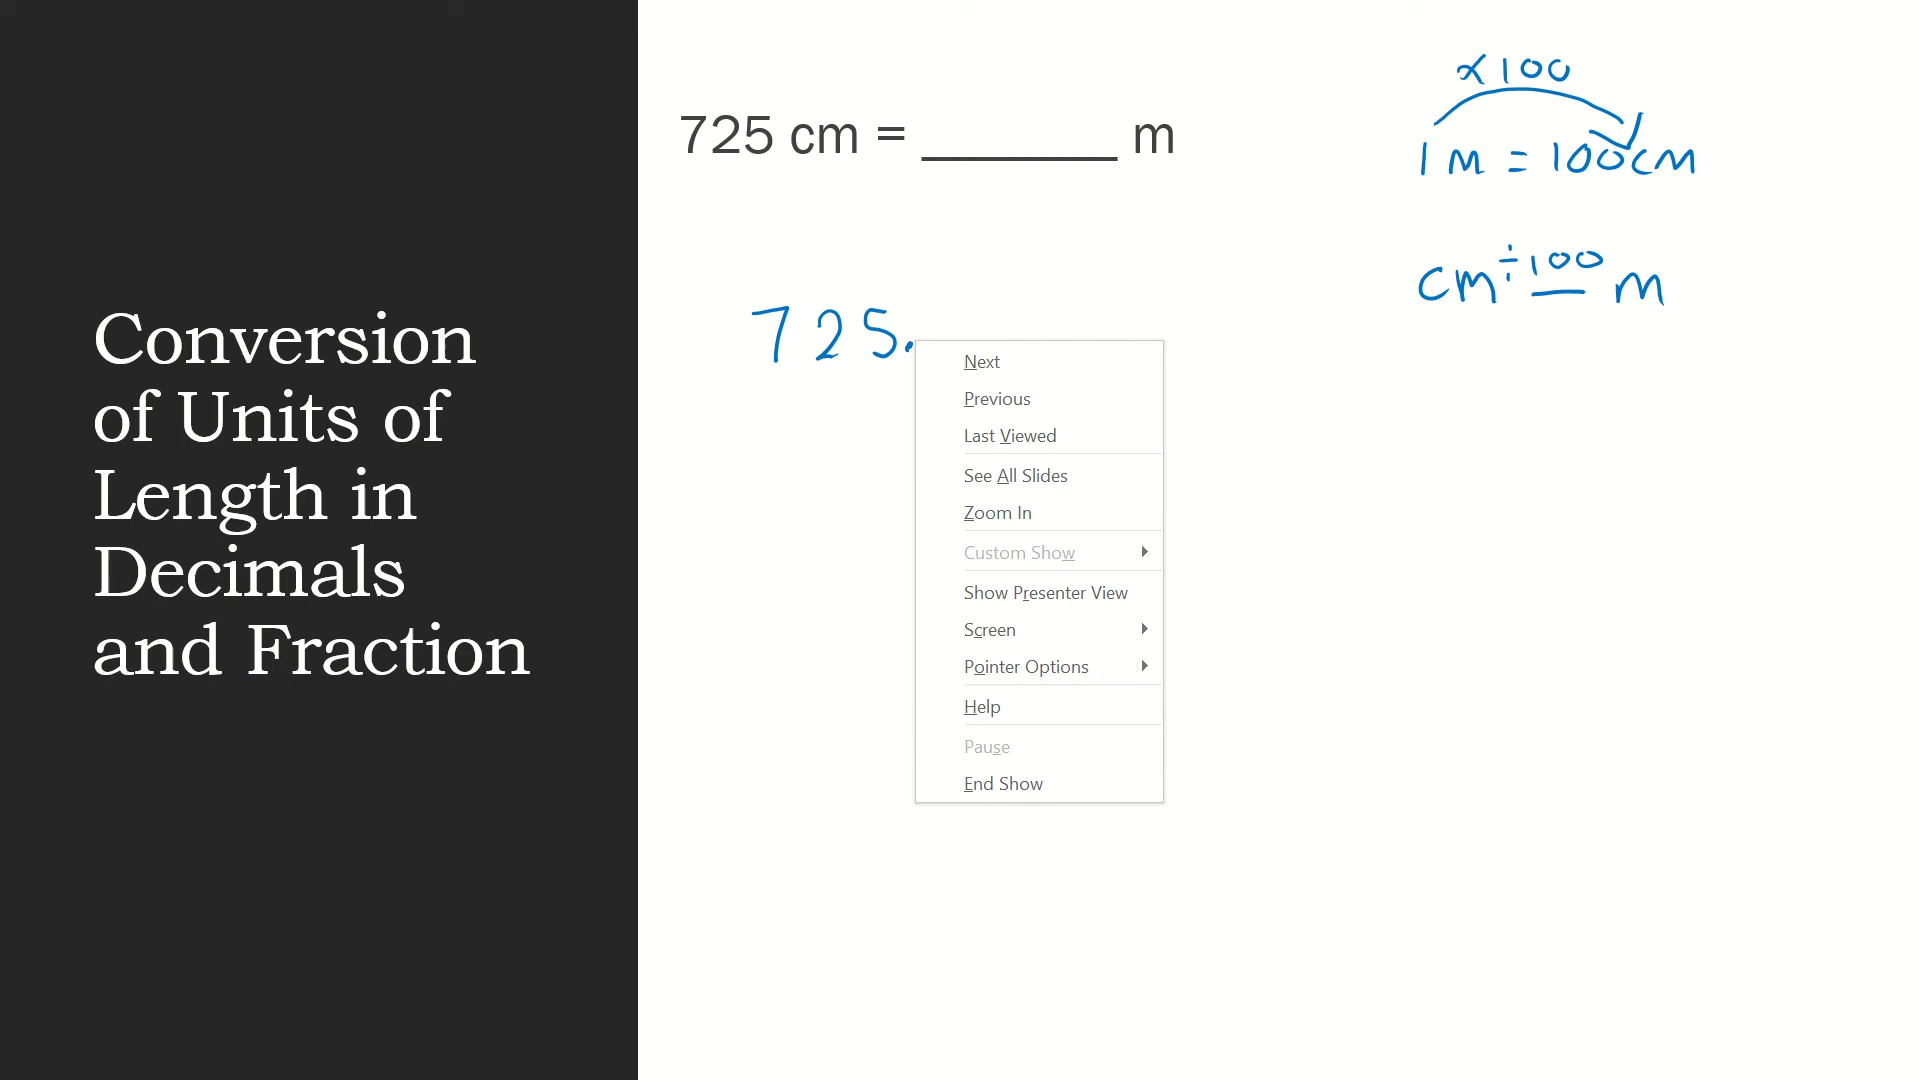 Conversion
of Units of
Length in
Decimals
and Fraction
725 cm = _______ m
725.
×100
1 m = 100cm
cm ÷100 m
Next
Previous
Last Viewed
See All Slides
Zoom In
Custom Show
Show Presenter View
Screen
Pointer Options
Help
Pause
End Show